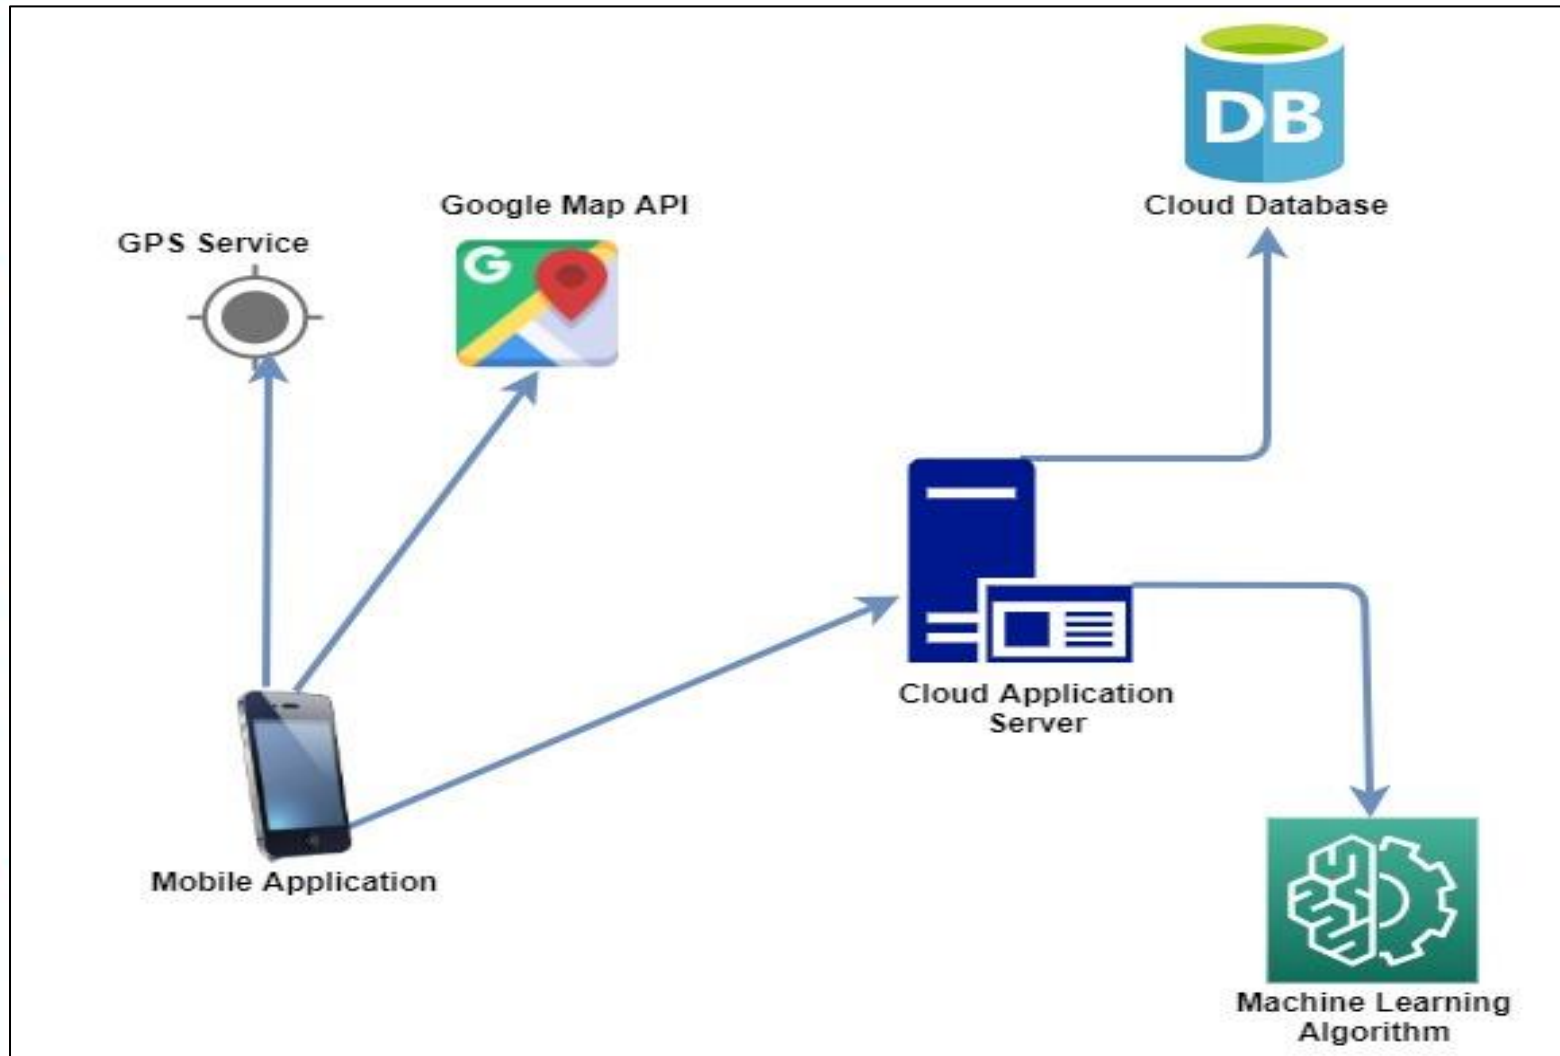 DB
Cloud Database
Google Map API
G
GPS Service
Cloud Application
Server
Mobile Application
Machine Learning
Algorithm